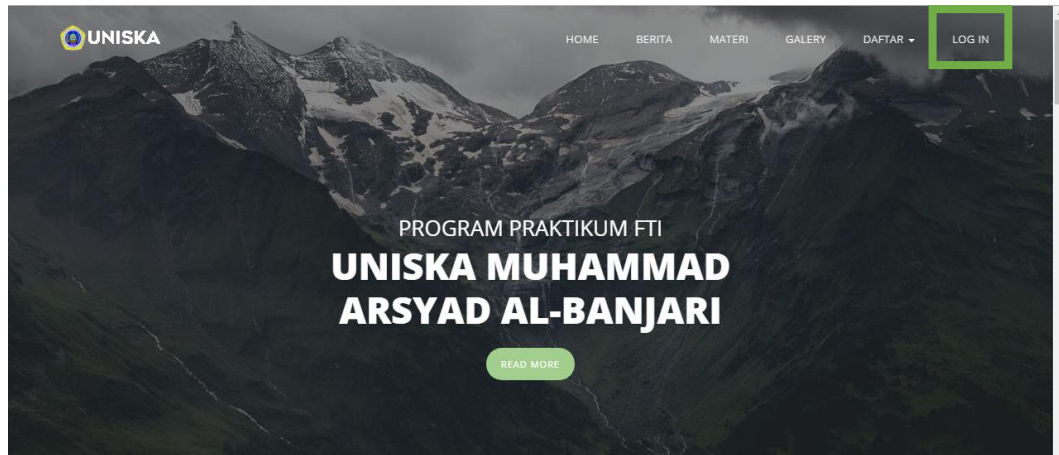 UNISKA
HOME BERITA MATERI GALERY DAFTAR LOG IN
PROGRAM PRAKTIKUM FTI
UNISKA MUHAMMAD
ARSYAD AL-BANJARI
READ MORE